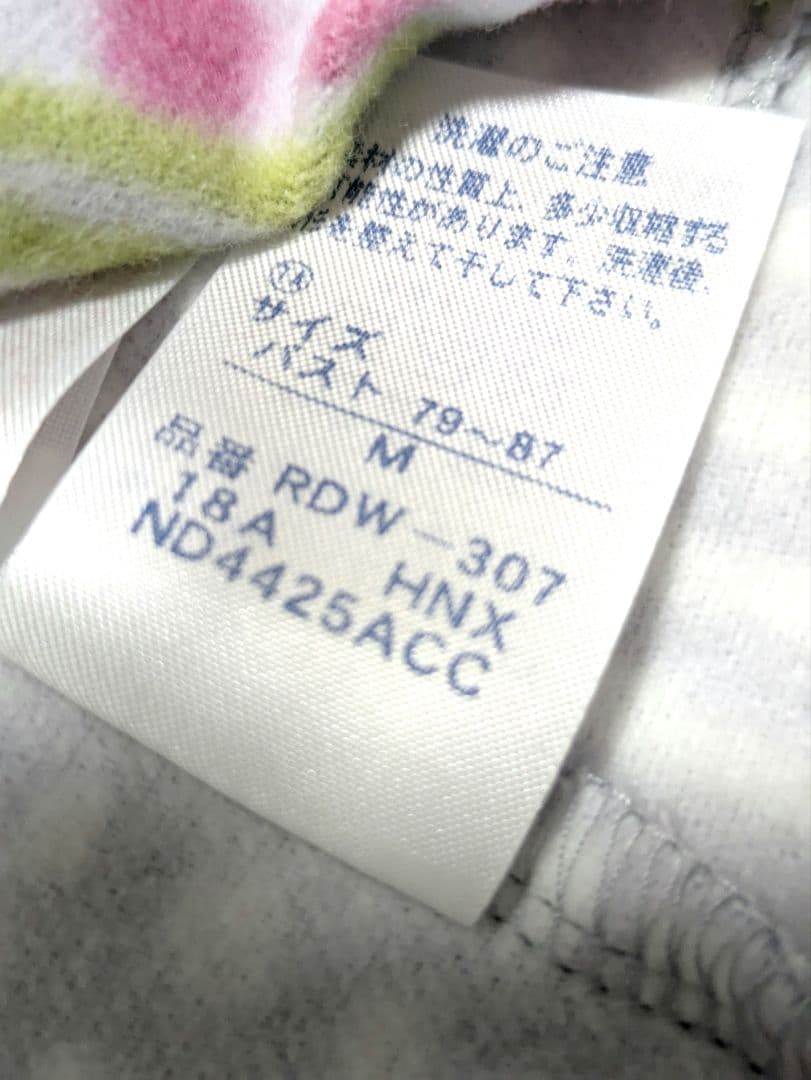 洗濯のご注意
素材の性質上、多少収縮する
可能性があります。洗濯後、
形を整えて干して下さい。
サイズ
バスト 79～87
M
品番 RDW－307
18A HNX
ND4425ACC